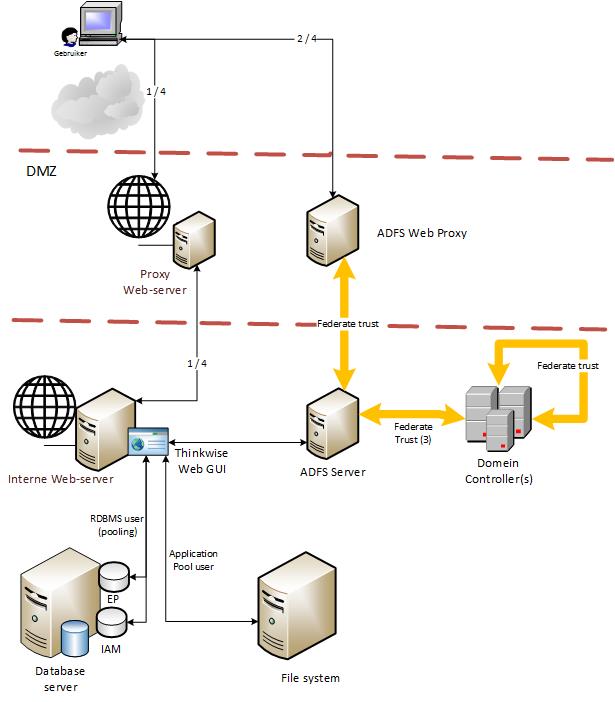 Gebruiker
2 / 4
1 / 4
DMZ
ADFS Web Proxy
Proxy
Web-server
Federate trust
1 / 4
Federate trust
Federate
Trust (3)
Thinkwise
Web GUI
ADFS Server
Domein
Controller(s)
Interne Web-server
RDBMS user
(pooling)
Application
Pool user
EP
IAM
Database
server
File system